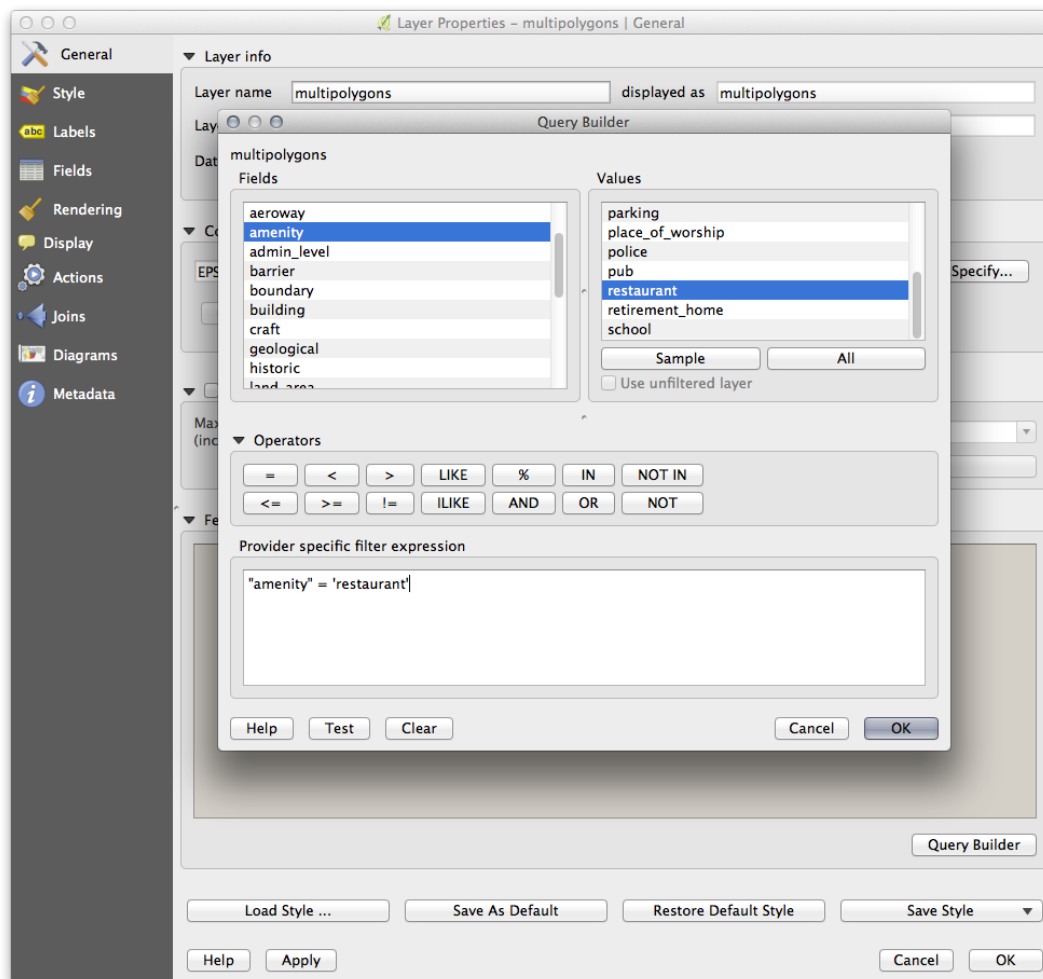 Layer Properties – multipolygons | General
General
Style
abc Labels
Fields
Rendering
Display
Actions
Joins
Diagrams
i Metadata
Layer info
Layer name multipolygons displayed as multipolygons
Query Builder
multipolygons
Fields
aeroway
amenity
admin_level
barrier
boundary
building
craft
geological
historic
land_area
Values
parking
place_of_worship
police
pub
restaurant
retirement_home
school
Sample All
Use unfiltered layer
Specify...
Operators
= < > LIKE % IN NOT IN
<= >= != ILIKE AND OR NOT
Provider specific filter expression
"amenity" = 'restaurant'
Help Test Clear Cancel OK
Query Builder
Load Style ... Save As Default Restore Default Style Save Style
Help Apply Cancel OK